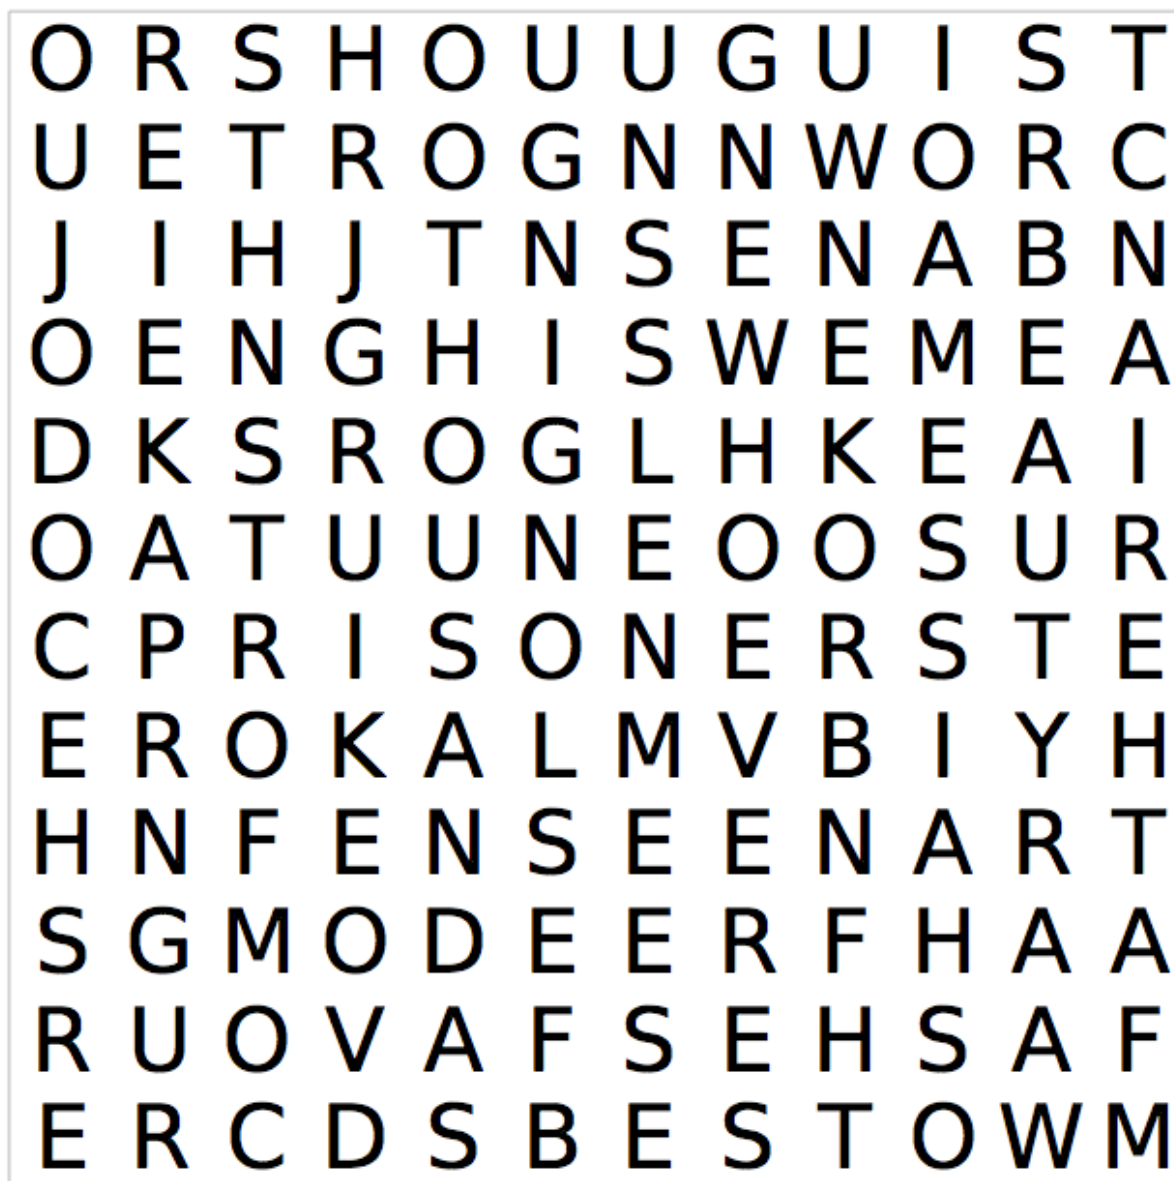 O R S H O U U G U I S T
U E T R O G N N W O R C
J I H J T N S E N A B N
O E N G H I S W E M E A
D K S R O G L H K E A I
O A T U U N E O O S U R
C P R I S O N E R S T E
E R O K A L M V B I Y H
H N F E N S E E N A R T
S G M O D E E R F H A A
R U O V A F S E H S A F
E R C D S B E S T O W M